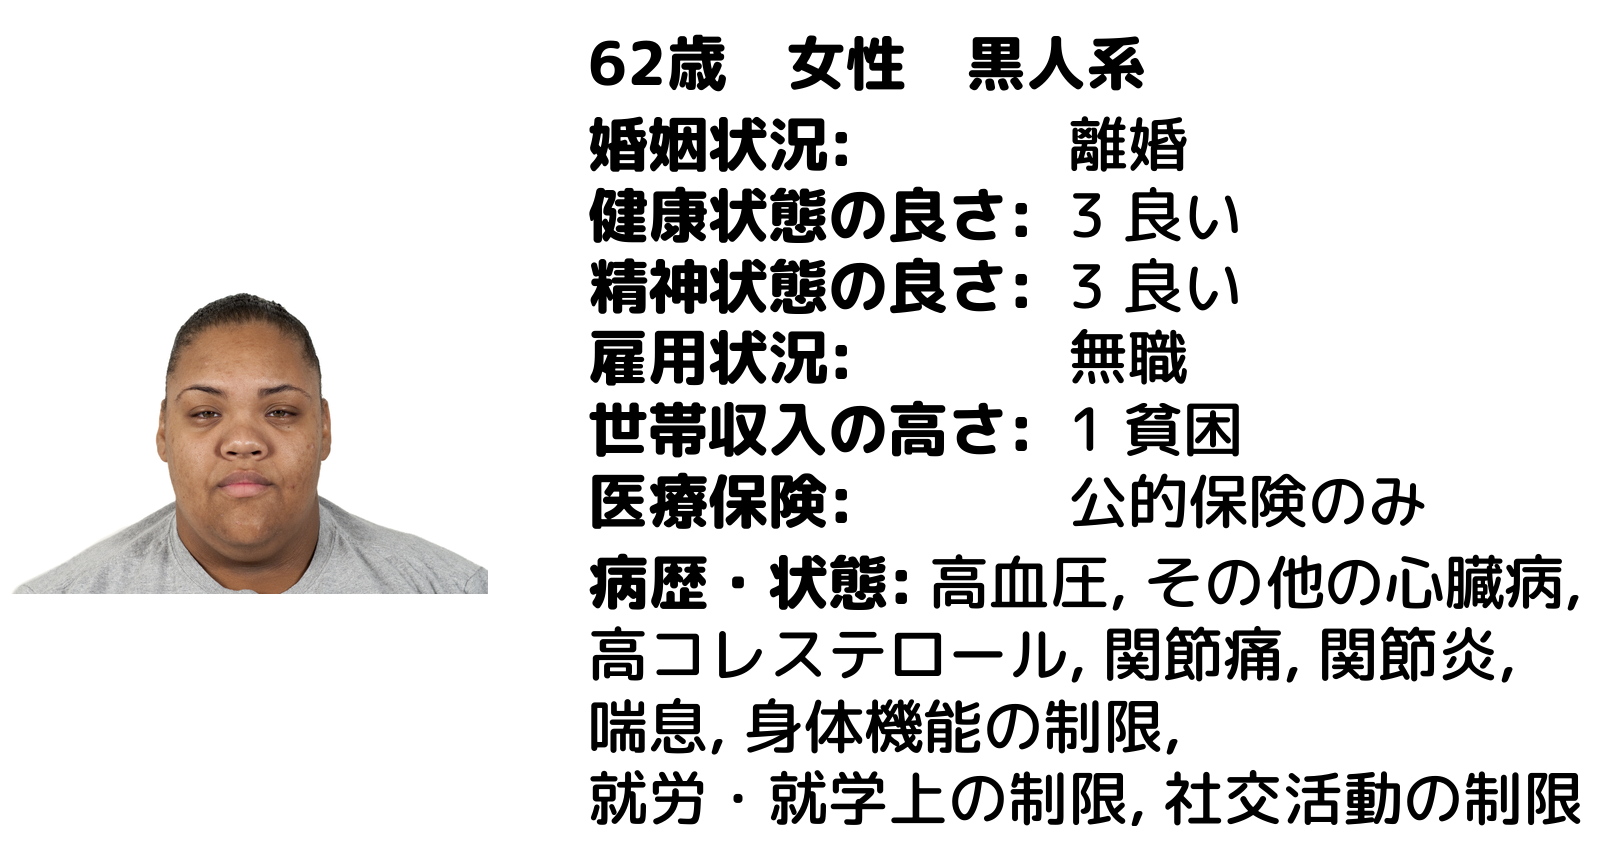 62歳　女性　黒人系
婚姻状況: 離婚
健康状態の良さ: 3 良い
精神状態の良さ: 3 良い
雇用状況: 無職
世帯収入の高さ: 1 貧困
医療保険: 公的保険のみ
病歴・状態: 高血圧, その他の心臓病,
高コレステロール, 関節痛, 関節炎,
喘息, 身体機能の制限,
就労・就学上の制限, 社交活動の制限